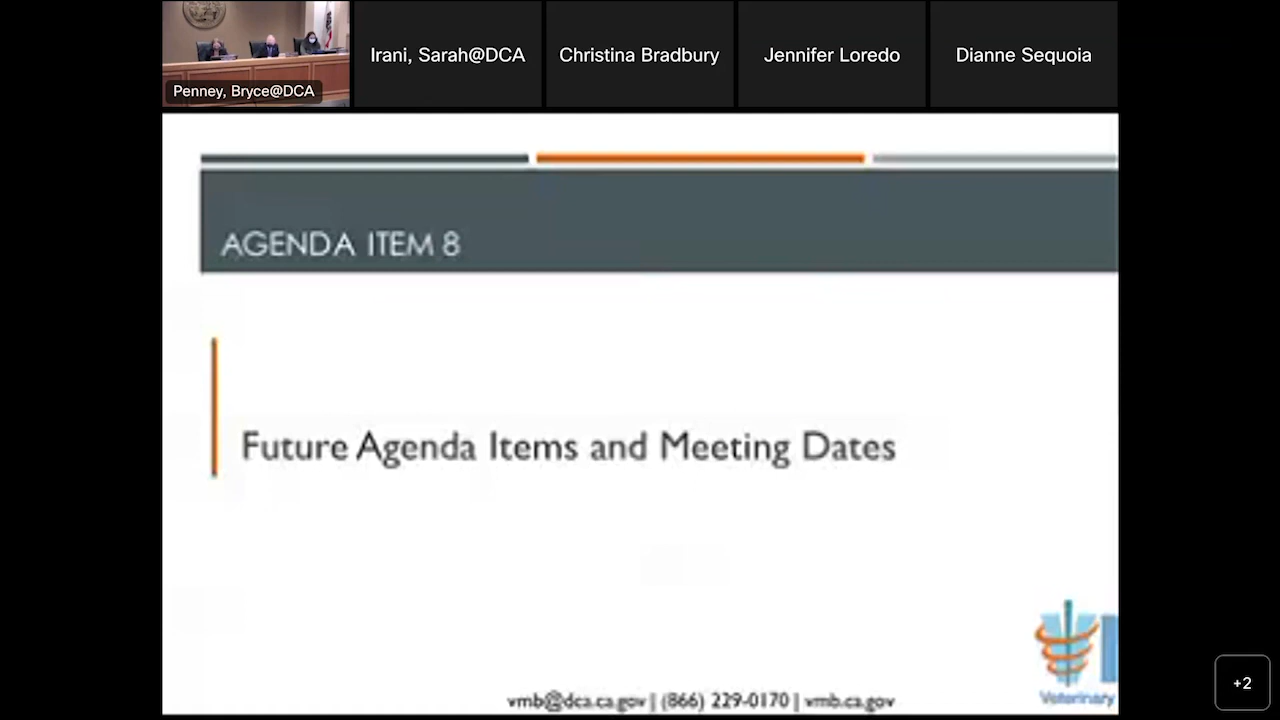 Penney, Bryce@DCA
Irani, Sarah@DCA
Christina Bradbury
Jennifer Loredo
Dianne Sequoia
AGENDA ITEM 8
Future Agenda Items and Meeting Dates
Veterinary
vmb@dca.ca.gov | (866) 229-0170 | vmb.ca.gov
+2